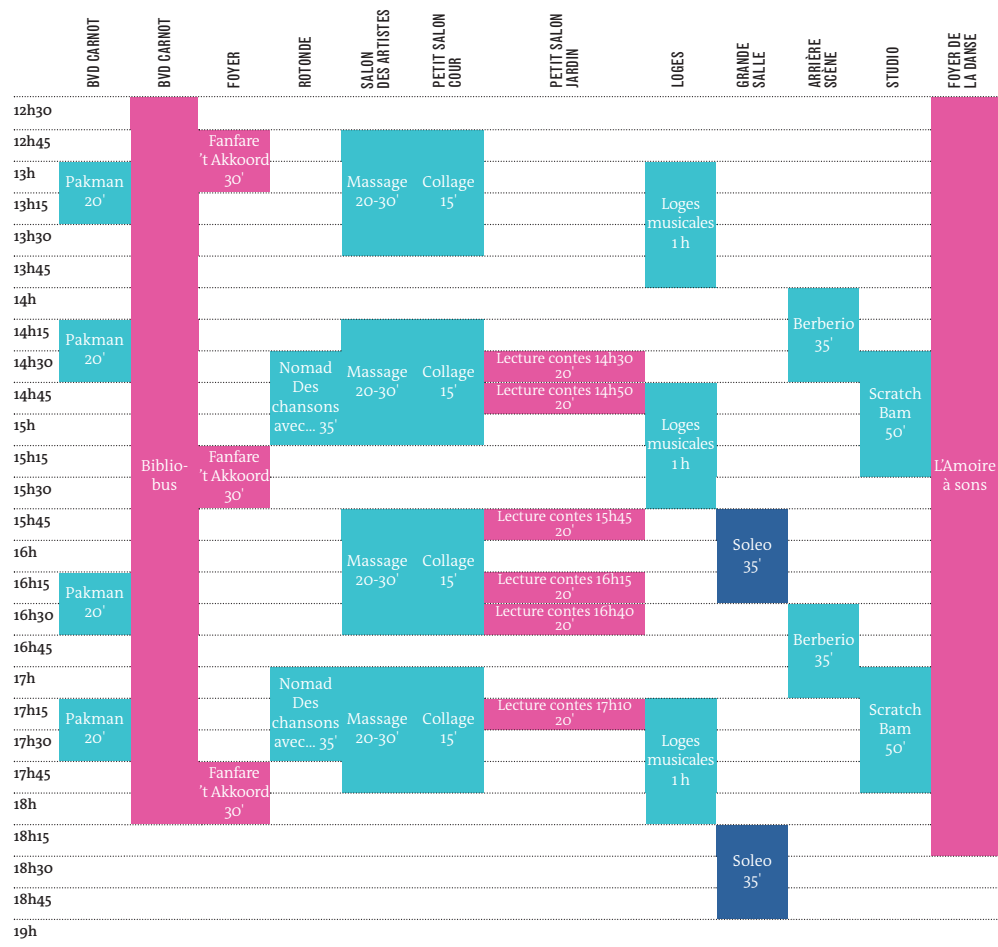 BVD CARNOT
BVD CARNOT
FOYER
ROTONDE
SALON
DES ARTISTES
PETIT SALON
COUR
PETIT SALON
JARDIN
LOGES
GRANDE
SALLE
ARRIÈRE
SCÈNE
STUDIO
FOYER DE
LA DANSE
12h30
12h45
13h
13h15
13h30
13h45
14h
14h15
14h30
14h45
15h
15h15
15h30
15h45
16h
16h15
16h30
16h45
17h
17h15
17h30
17h45
18h
18h15
18h30
18h45
19h
Pakman
20'
Pakman
20'
Pakman
20'
Pakman
20'
Biblio-
bus
Fanfare
't Akkoord
30'
Fanfare
't Akkoord
30'
Fanfare
't Akkoord
30'
Nomad
Des
chansons
avec... 35'
Nomad
Des
chansons
avec... 35'
Massage
20-30'
Massage
20-30'
Massage
20-30'
Massage
20-30'
Collage
15'
Collage
15'
Collage
15'
Collage
15'
Lecture contes 14h30
20'
Lecture contes 14h50
20'
Lecture contes 15h45
20'
Lecture contes 16h15
20'
Lecture contes 16h40
20'
Lecture contes 17h10
20'
Loges
musicales
1 h
Loges
musicales
1 h
Loges
musicales
1 h
Soleo
35'
Soleo
35'
Berberio
35'
Berberio
35'
Scratch
Bam
50'
Scratch
Bam
50'
L'Amoire
à sons